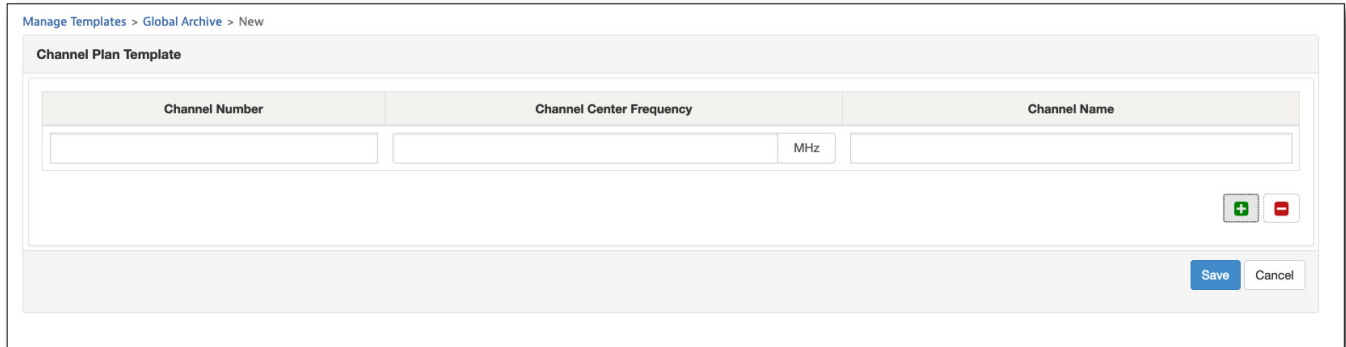 Manage Templates > Global Archive > New
Channel Plan Template
Channel Number Channel Center Frequency Channel Name
MHz
Save Cancel